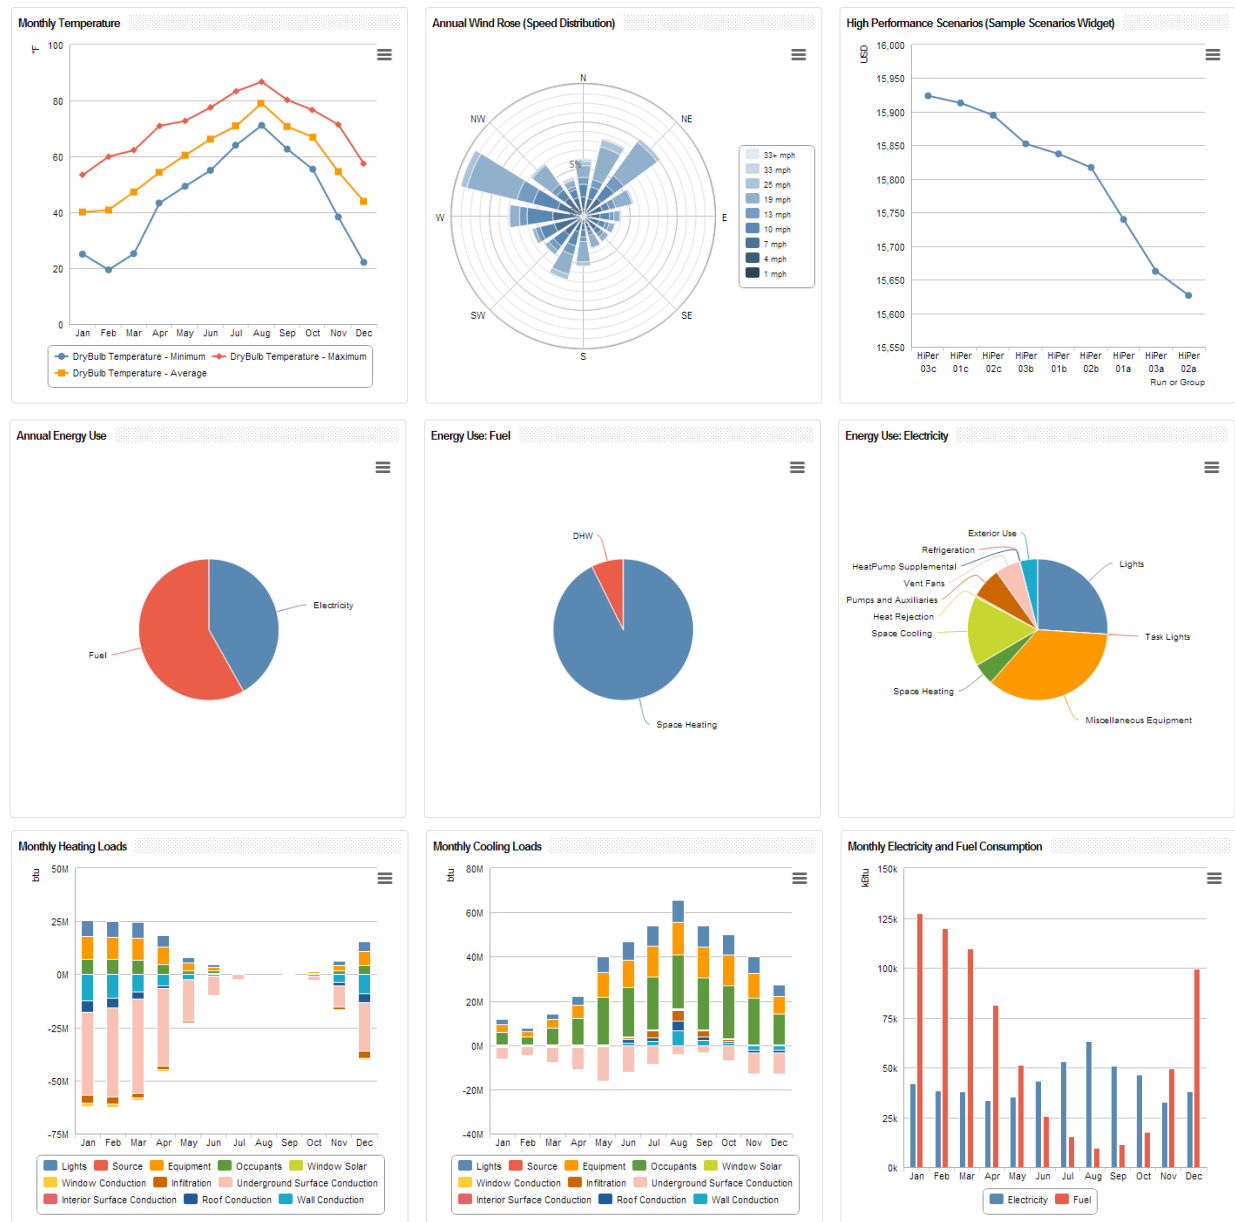 Monthly Temperature
°F
100
80
60
40
20
0
Jan Feb Mar Apr May Jun Jul Aug Sep Oct Nov Dec
DryBulb Temperature - Minimum DryBulb Temperature - Maximum
DryBulb Temperature - Average
Annual Wind Rose (Speed Distribution)
N
NW NE
5%
W E
SW SE
S
33+ mph
33 mph
25 mph
19 mph
13 mph
10 mph
7 mph
4 mph
1 mph
High Performance Scenarios (Sample Scenarios Widget)
USD
16,000
15,950
15,900
15,850
15,800
15,750
15,700
15,650
15,600
15,550
HiPer HiPer HiPer HiPer HiPer HiPer HiPer HiPer HiPer
03c 01c 02c 03b 01b 02b 01a 03a 02a
Run or Group
Annual Energy Use
Electricity
Fuel
Energy Use: Fuel
DHW
Space Heating
Energy Use: Electricity
Exterior Use
Refrigeration
HeatPump Supplemental
Vent Fans
Pumps and Auxiliaries
Heat Rejection
Space Cooling
Space Heating
Lights
Task Lights
Miscellaneous Equipment
Monthly Heating Loads
btu
50M
25M
0M
-25M
-50M
-75M
Jan Feb Mar Apr May Jun Jul Aug Sep Oct Nov Dec
Lights Source Equipment Occupants Window Solar
Window Conduction Infiltration Underground Surface Conduction
Interior Surface Conduction Roof Conduction Wall Conduction
Monthly Cooling Loads
btu
80M
60M
40M
20M
0M
-20M
-40M
Jan Feb Mar Apr May Jun Jul Aug Sep Oct Nov Dec
Lights Source Equipment Occupants Window Solar
Window Conduction Infiltration Underground Surface Conduction
Interior Surface Conduction Roof Conduction Wall Conduction
Monthly Electricity and Fuel Consumption
kBtu
150k
125k
100k
75k
50k
25k
0k
Jan Feb Mar Apr May Jun Jul Aug Sep Oct Nov Dec
Electricity Fuel